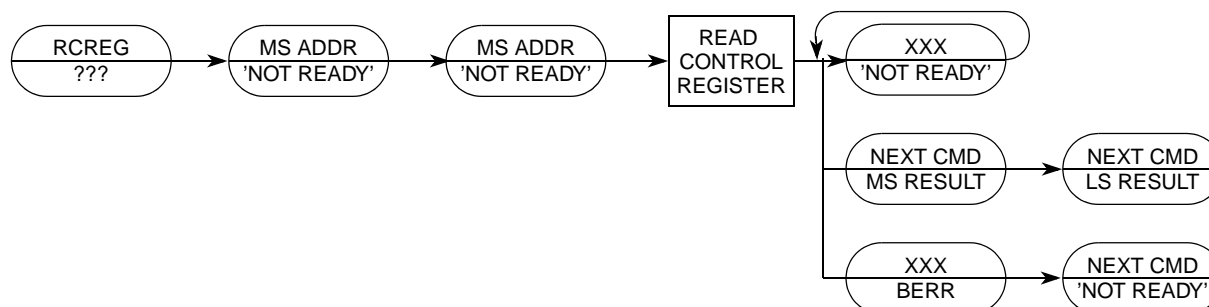 RCREG
???
MS ADDR
'NOT READY'
MS ADDR
'NOT READY'
READ
CONTROL
REGISTER
XXX
'NOT READY'
NEXT CMD
MS RESULT
NEXT CMD
LS RESULT
XXX
BERR
NEXT CMD
'NOT READY'